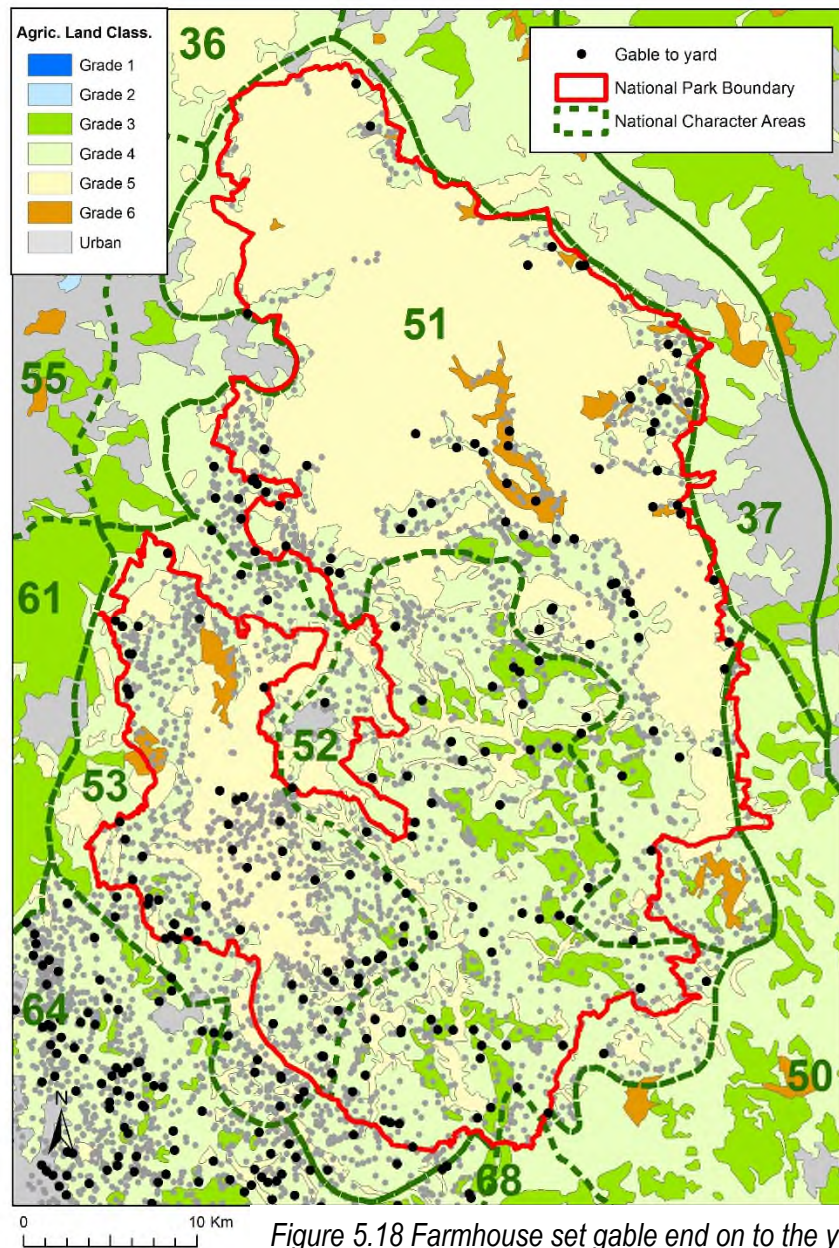 Agric. Land Class.
Grade 1
Grade 2
Grade 3
Grade 4
Grade 5
Grade 6
Urban
Gable to yard
National Park Boundary
National Character Areas
36
51
55
37
61
52
53
64
N
50
68
0 10 Km
Figure 5.18 Farmhouse set gable end on to the y